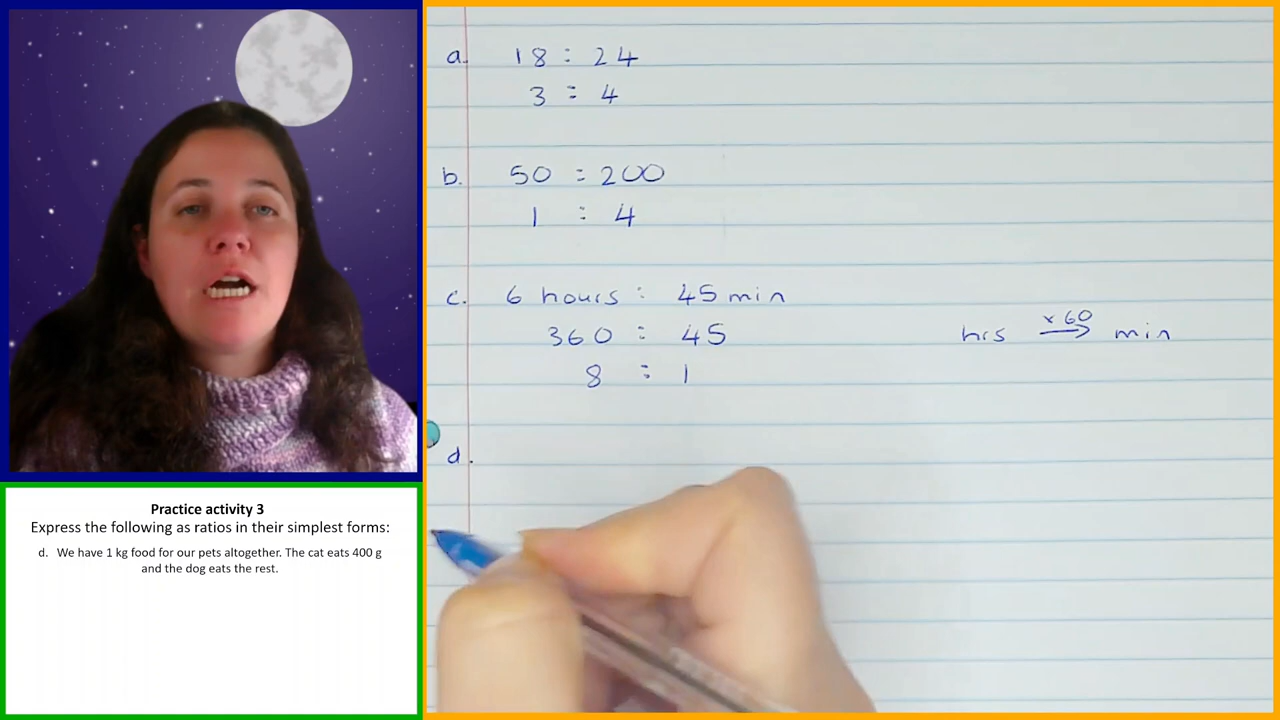 a. 18 : 24
3 : 4
b. 50 : 200
1 : 4
c. 6 hours : 45 min
360 : 45
hrs ×60→ min
8 : 1
d.
Practice activity 3
Express the following as ratios in their simplest forms:
d. We have 1 kg food for our pets altogether. The cat eats 400 g
and the dog eats the rest.